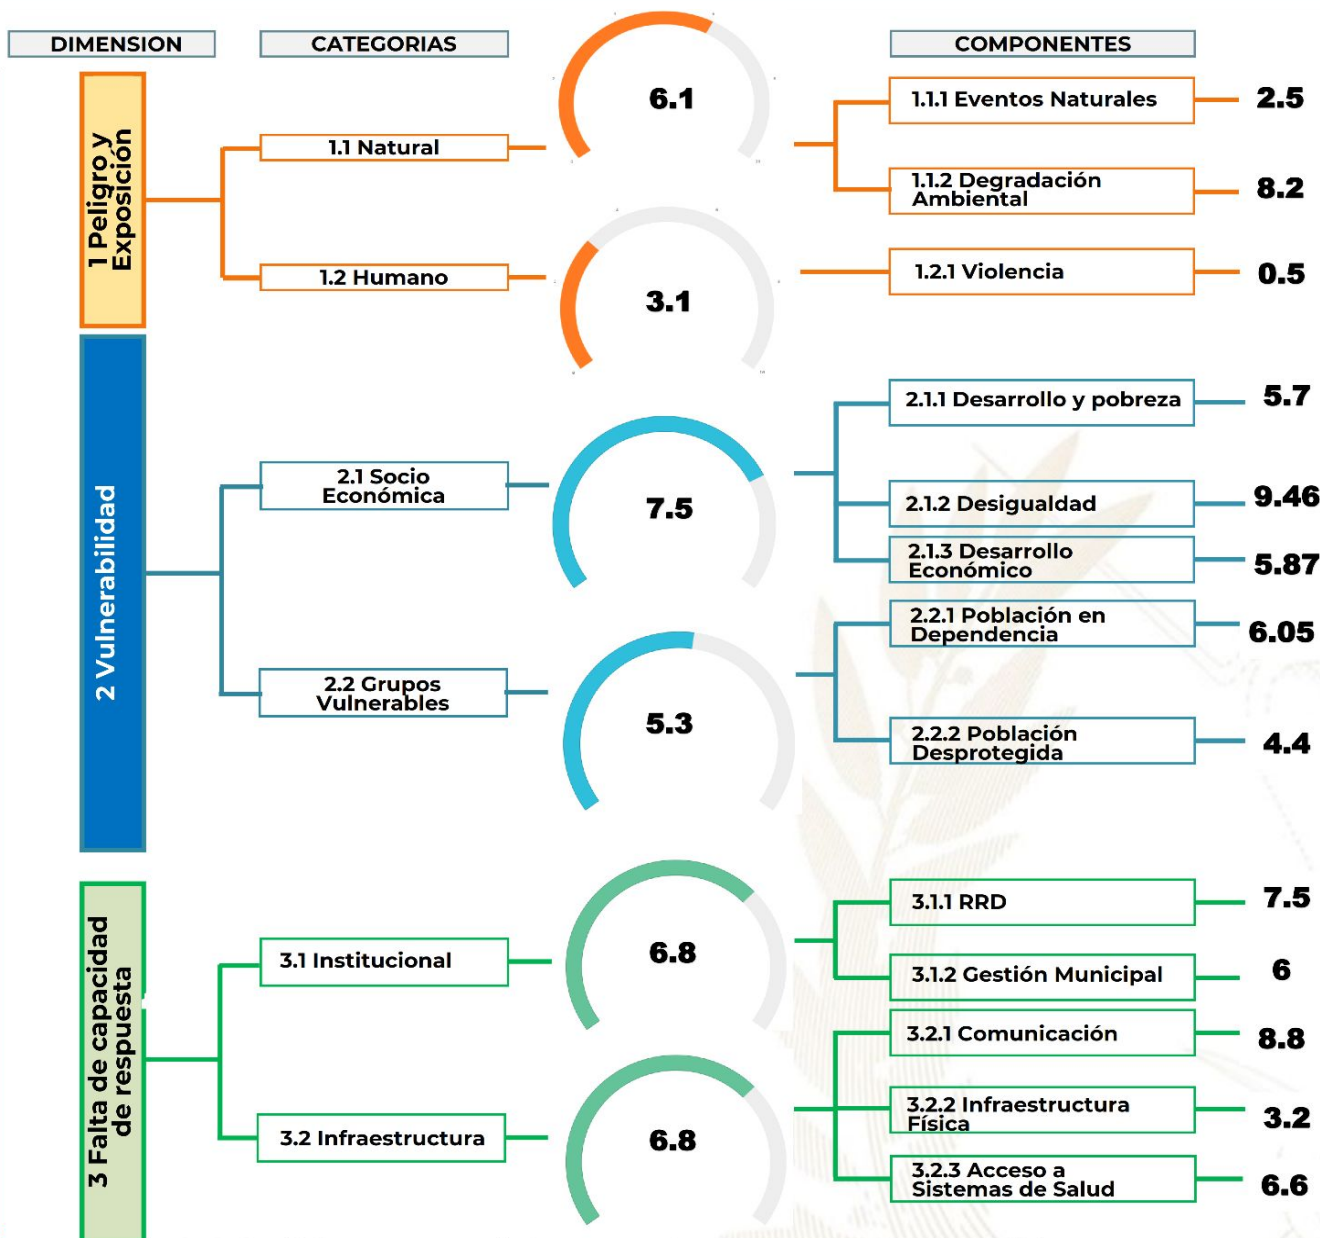 DIMENSION
CATEGORIAS
COMPONENTES
1 Peligro y
Exposición
1.1 Natural
6.1
1.1.1 Eventos Naturales
2.5
1.1.2 Degradación
Ambiental
8.2
1.2 Humano
3.1
1.2.1 Violencia
0.5
2 Vulnerabilidad
2.1 Socio
Económica
7.5
2.1.1 Desarrollo y pobreza
5.7
2.1.2 Desigualdad
9.46
2.1.3 Desarrollo
Económico
5.87
2.2 Grupos
Vulnerables
5.3
2.2.1 Población en
Dependencia
6.05
2.2.2 Población
Desprotegida
4.4
3 Falta de capacidad
de respuesta
3.1 Institucional
6.8
3.1.1 RRD
7.5
3.1.2 Gestión Municipal
6
3.2 Infraestructura
6.8
3.2.1 Comunicación
8.8
3.2.2 Infraestructura
Física
3.2
3.2.3 Acceso a
Sistemas de Salud
6.6